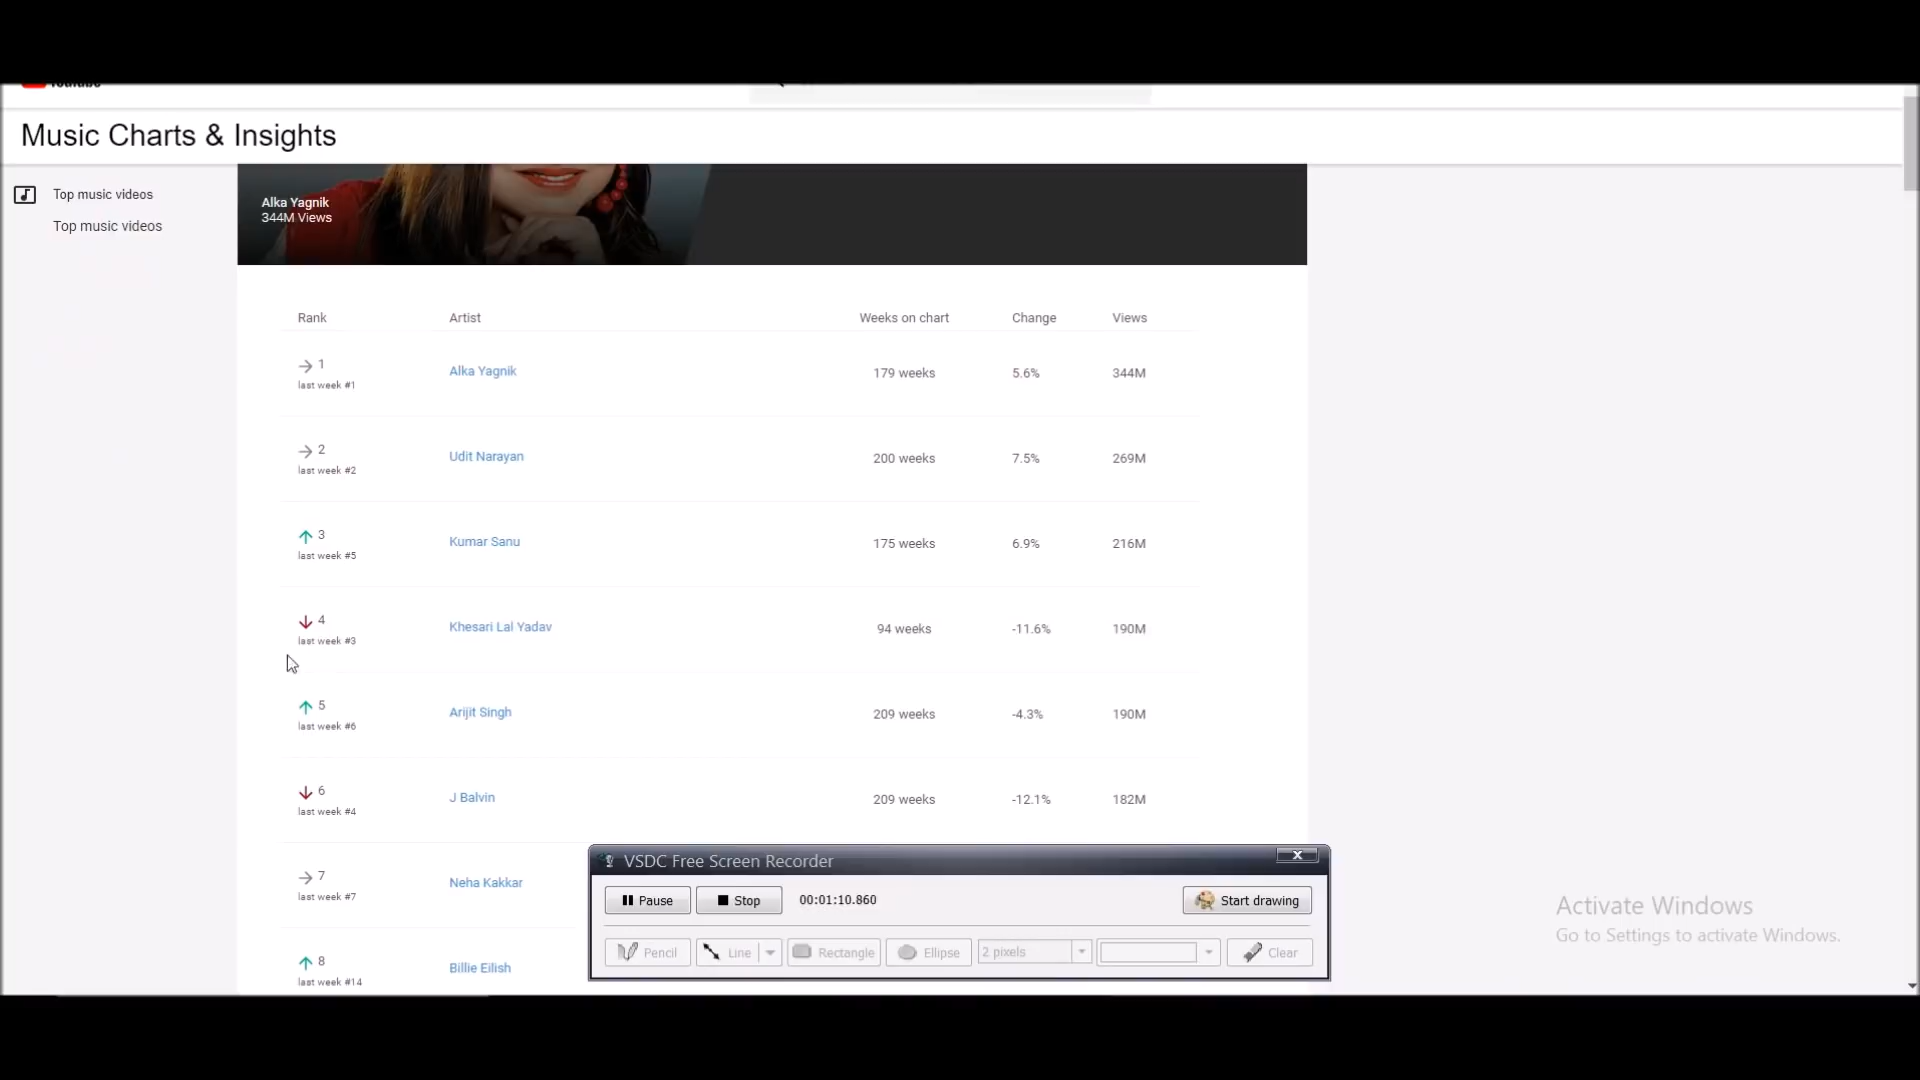 Music Charts & Insights
Top music videos
Top music videos
Alka Yagnik
344M Views
Rank Artist Weeks on chart Change Views
1 Alka Yagnik 179 weeks 5.6% 344M
last week #1
2 Udit Narayan 200 weeks 7.5% 269M
last week #2
3 Kumar Sanu 175 weeks 6.9% 216M
last week #5
4 Khesari Lal Yadav 94 weeks -11.6% 190M
last week #3
5 Arijit Singh 209 weeks -4.3% 190M
last week #6
6 J Balvin 209 weeks -12.1% 182M
last week #4
7 Neha Kakkar
last week #7
8 Billie Eilish
last week #14
VSDC Free Screen Recorder
Pause Stop 00:01:10.860 Start drawing
Pencil Line Rectangle Ellipse 2 pixels Clear
Activate Windows
Go to Settings to activate Windows.